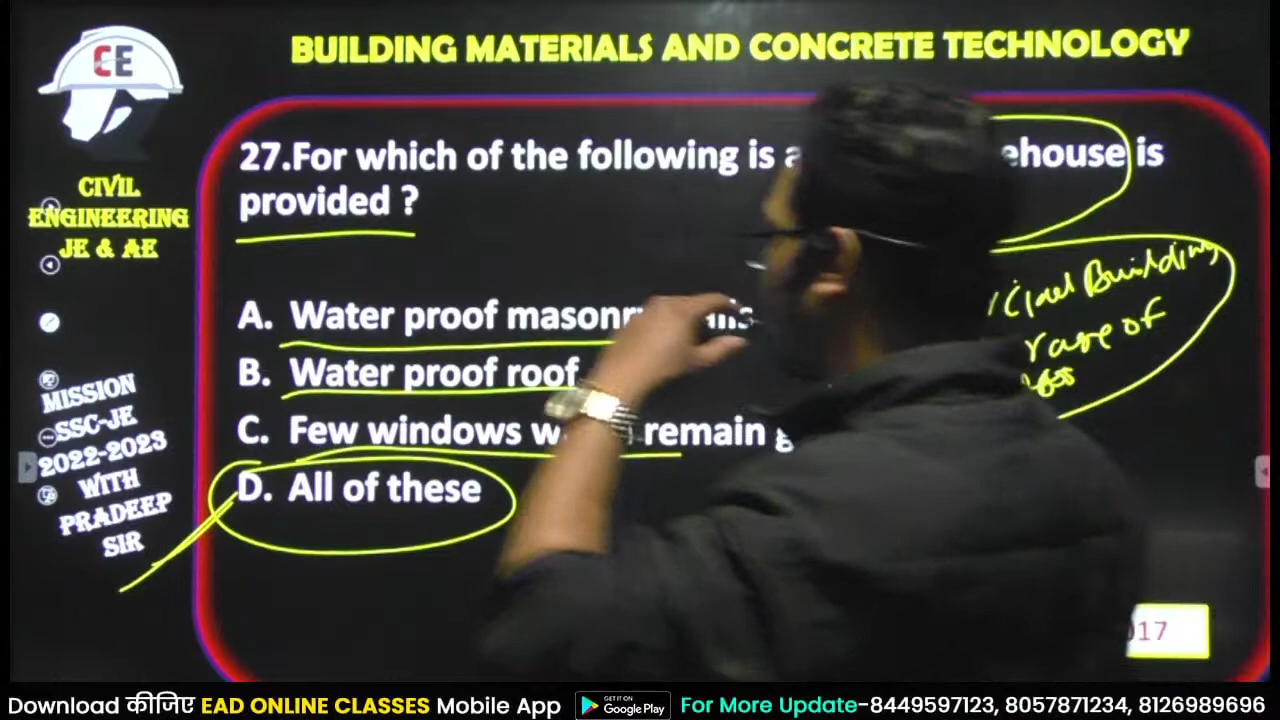 CE
BUILDING MATERIALS AND CONCRETE TECHNOLOGY
CIVIL
ENGINEERING
JE & AE
MISSION
SSC-JE
2022-2023
WITH
PRADEEP
SIR
27.For which of the following is a ehouse is
provided ?
A. Water proof masonr
B. Water proof roof
C. Few windows w remain
D. All of these
Building
of
017
Download कीजिए EAD ONLINE CLASSES Mobile App GET IT ON Google Play For More Update-8449597123, 8057871234, 8126989696